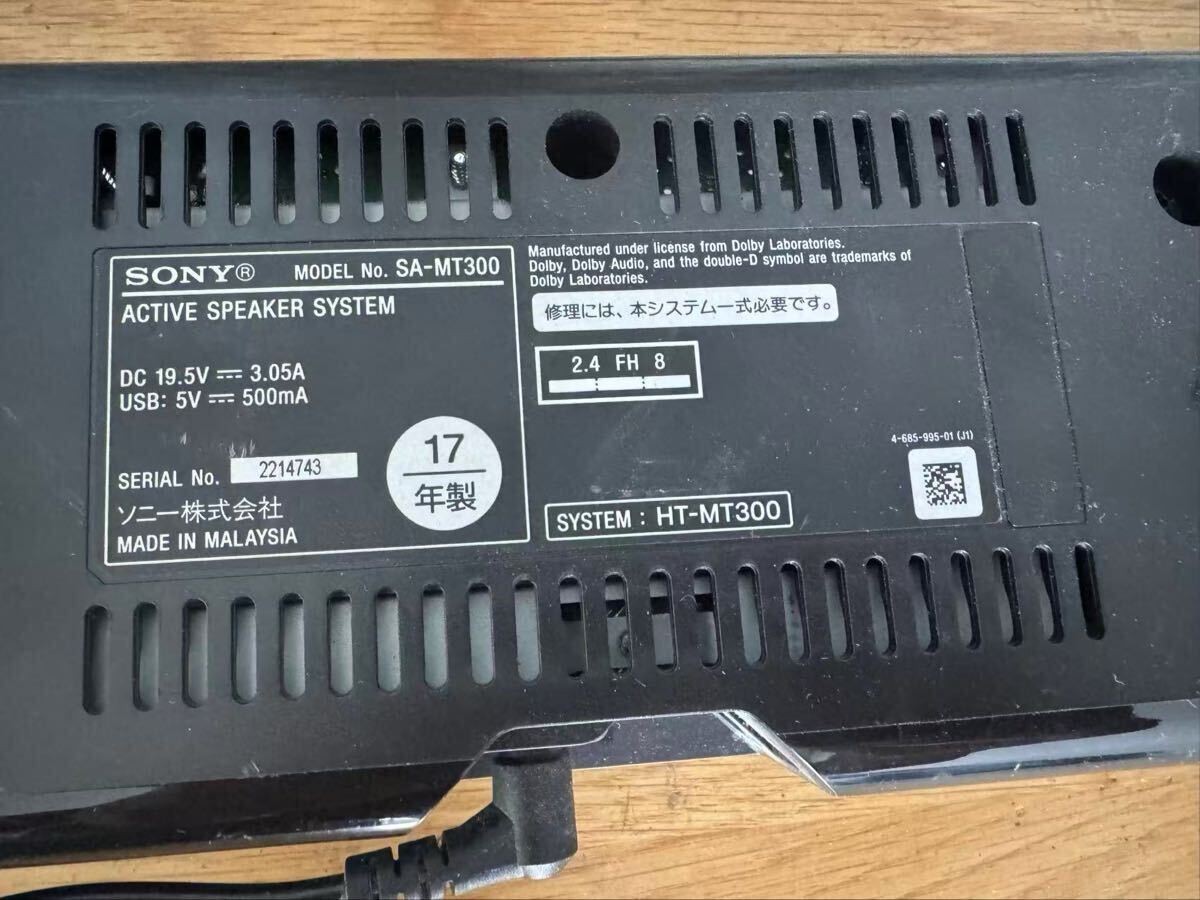 SONY® MODEL No. SA-MT300
ACTIVE SPEAKER SYSTEM
DC 19.5V ⎓ 3.05A
USB: 5V ⎓ 500mA
SERIAL No. 2214743
ソニー株式会社
MADE IN MALAYSIA
17
年製
Manufactured under license from Dolby Laboratories.
Dolby, Dolby Audio, and the double-D symbol are trademarks of
Dolby Laboratories.
修理には、本システム一式必要です。
2.4 FH 8
4-685-995-01 (J1)
SYSTEM : HT-MT300